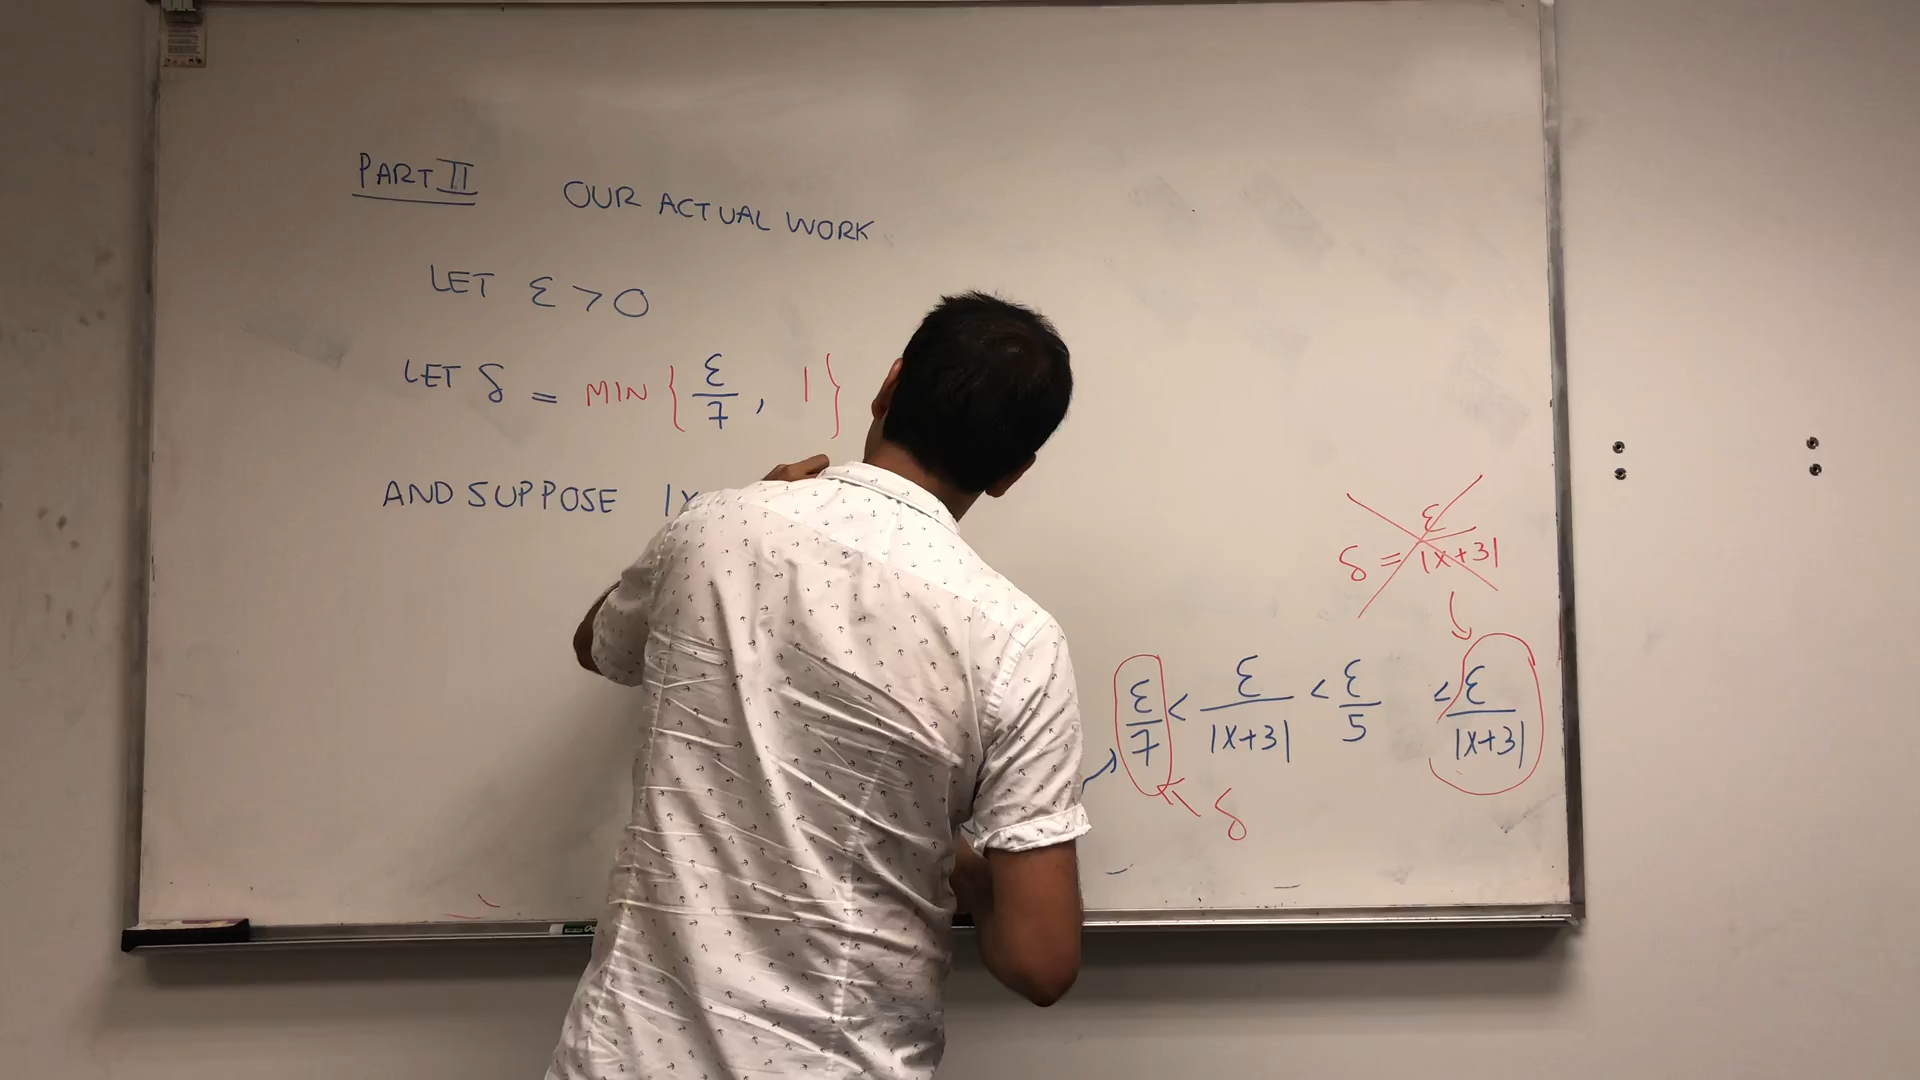 PART II OUR ACTUAL WORK
LET ε > 0
LET δ = MIN { ε/7 , 1 }
AND SUPPOSE |x
δ = ε/|x+3|
ε/7 < ε/|x+3| < ε/5 < ε/|x+3|
δ